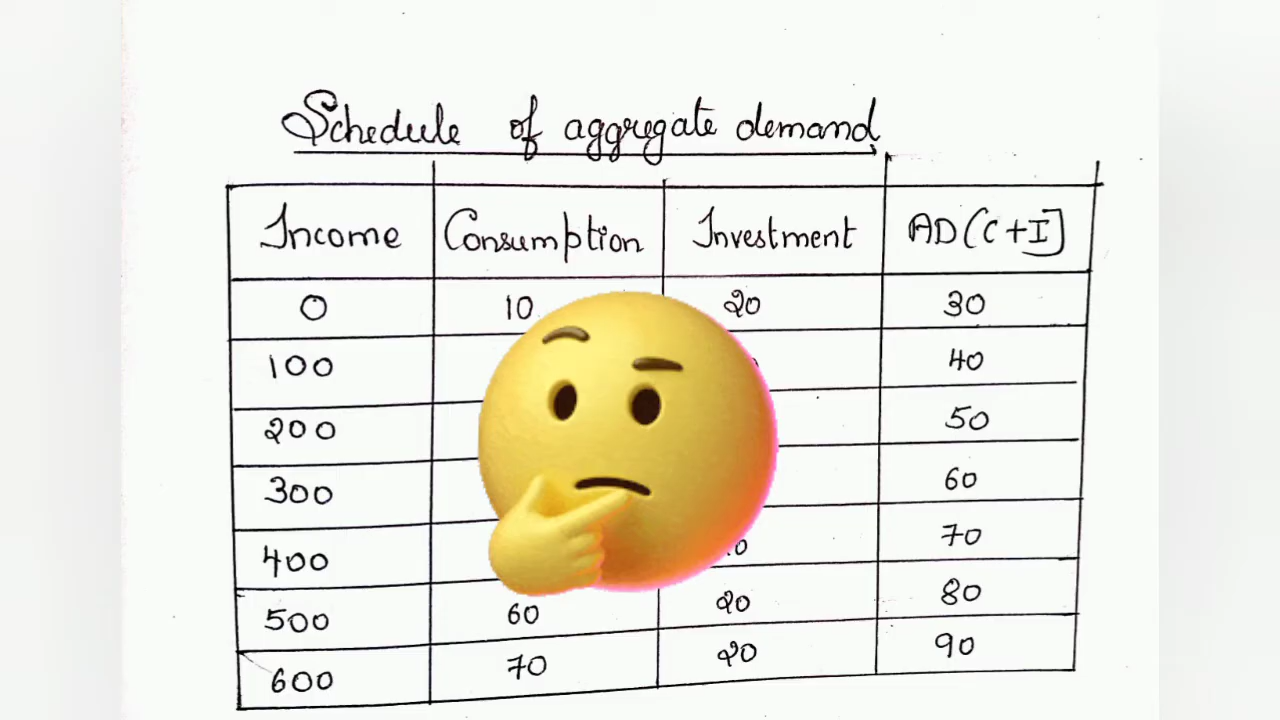 Schedule of aggregate demand
Income Consumption Investment AD (C+I]
0 10 20 30
100 40
200 50
300 60
400 70
500 60 20 80
600 70 20 90